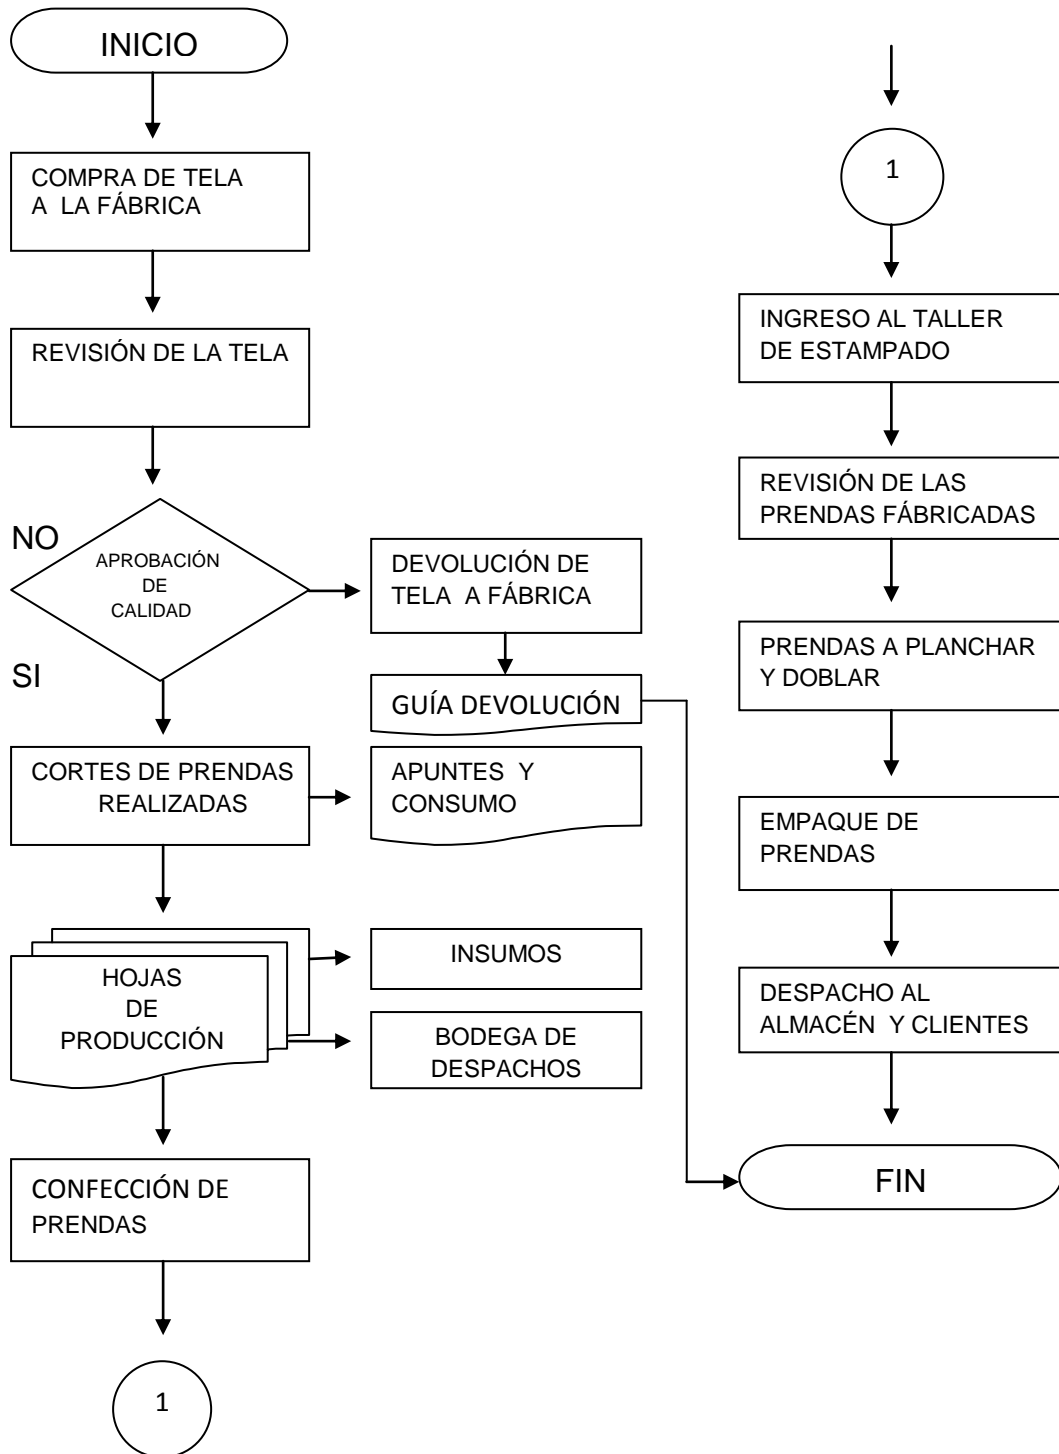 INICIO
COMPRA DE TELA
A LA FÁBRICA
REVISIÓN DE LA TELA
NO
APROBACIÓN
DE
CALIDAD
SI
DEVOLUCIÓN DE
TELA A FÁBRICA
GUÍA DEVOLUCIÓN
CORTES DE PRENDAS
REALIZADAS
APUNTES Y
CONSUMO
HOJAS
DE
PRODUCCIÓN
INSUMOS
BODEGA DE
DESPACHOS
CONFECCIÓN DE
PRENDAS
1
1
INGRESO AL TALLER
DE ESTAMPADO
REVISIÓN DE LAS
PRENDAS FÁBRICADAS
PRENDAS A PLANCHAR
Y DOBLAR
EMPAQUE DE
PRENDAS
DESPACHO AL
ALMACÉN Y CLIENTES
FIN